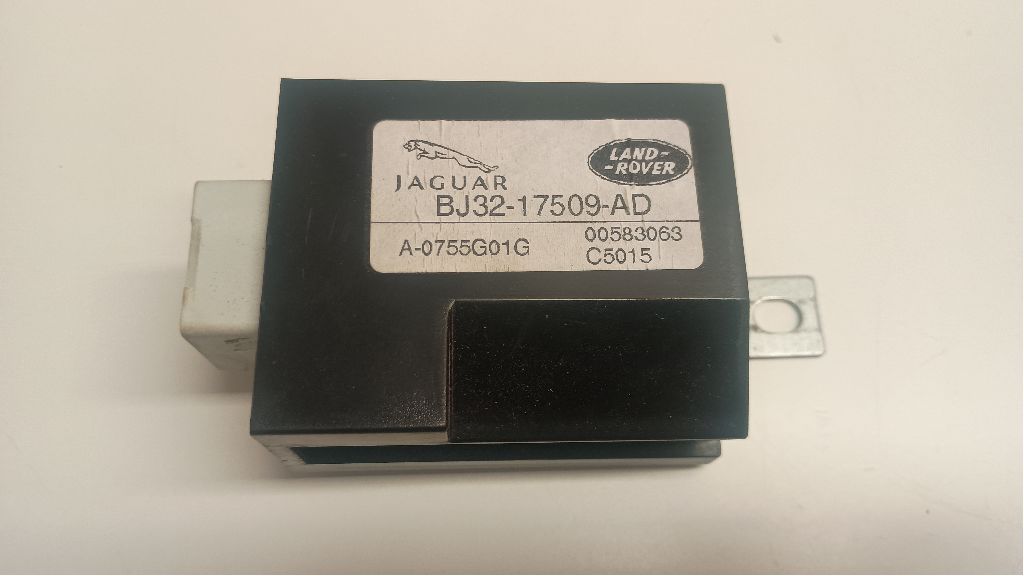 JAGUAR
LAND-
-ROVER
BJ32-17509-AD
A-0755G01G
00583063
C5015